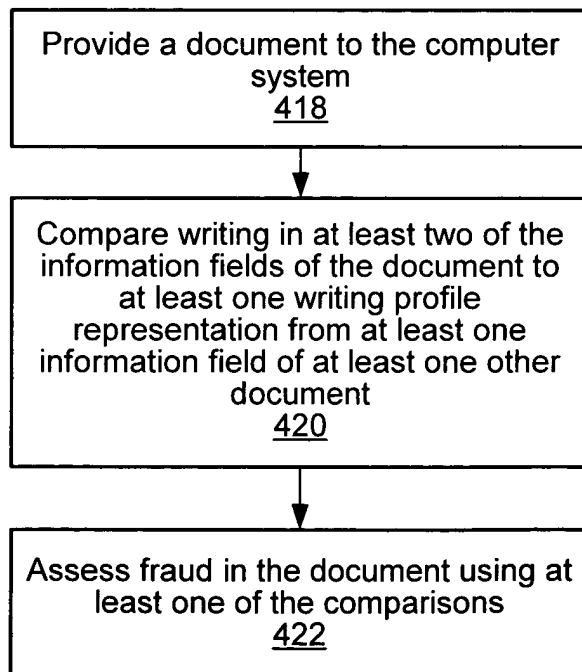 Provide a document to the computer
system
418
Compare writing in at least two of the
information fields of the document to
at least one writing profile
representation from at least one
information field of at least one other
document
420
Assess fraud in the document using at
least one of the comparisons
422